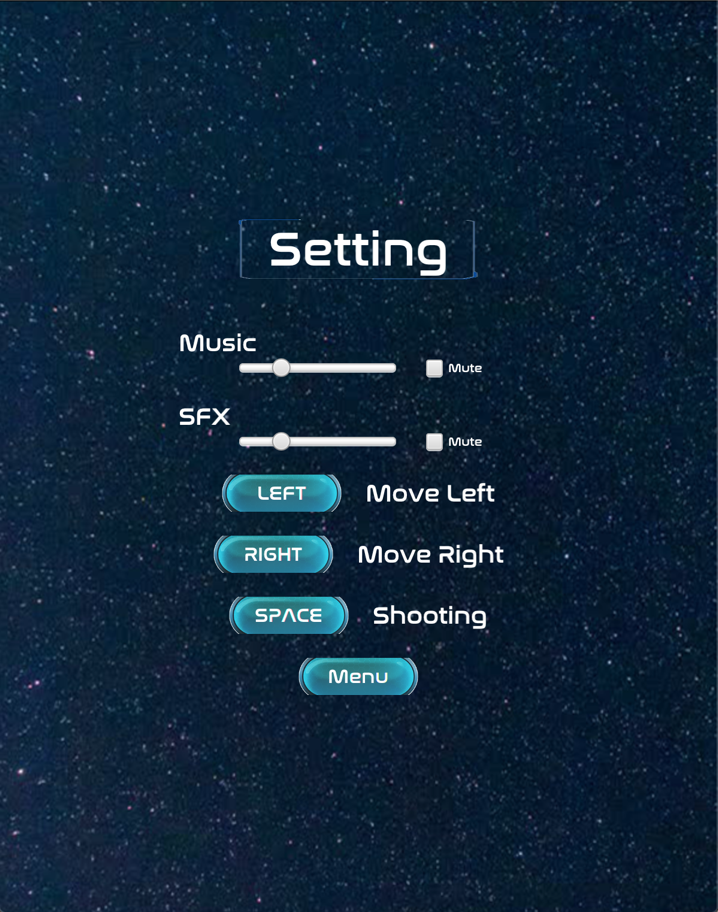 Setting
Music
Mute
SFX
Mute
LEFT Move Left
RIGHT Move Right
SPACE Shooting
Menu